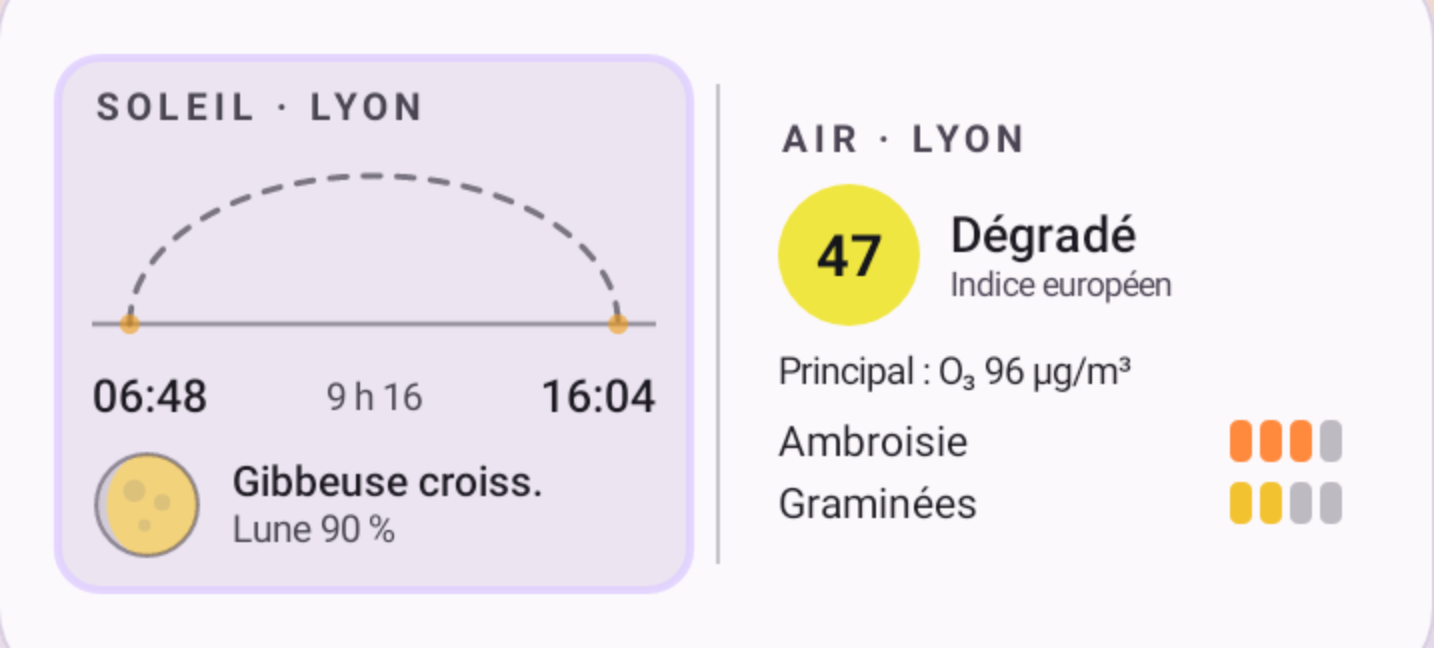 SOLEIL · LYON
06:48 9 h 16 16:04
Gibbeuse croiss.
Lune 90 %
AIR · LYON
47
Dégradé
Indice européen
Principal : O₃ 96 µg/m³
Ambroisie
Graminées